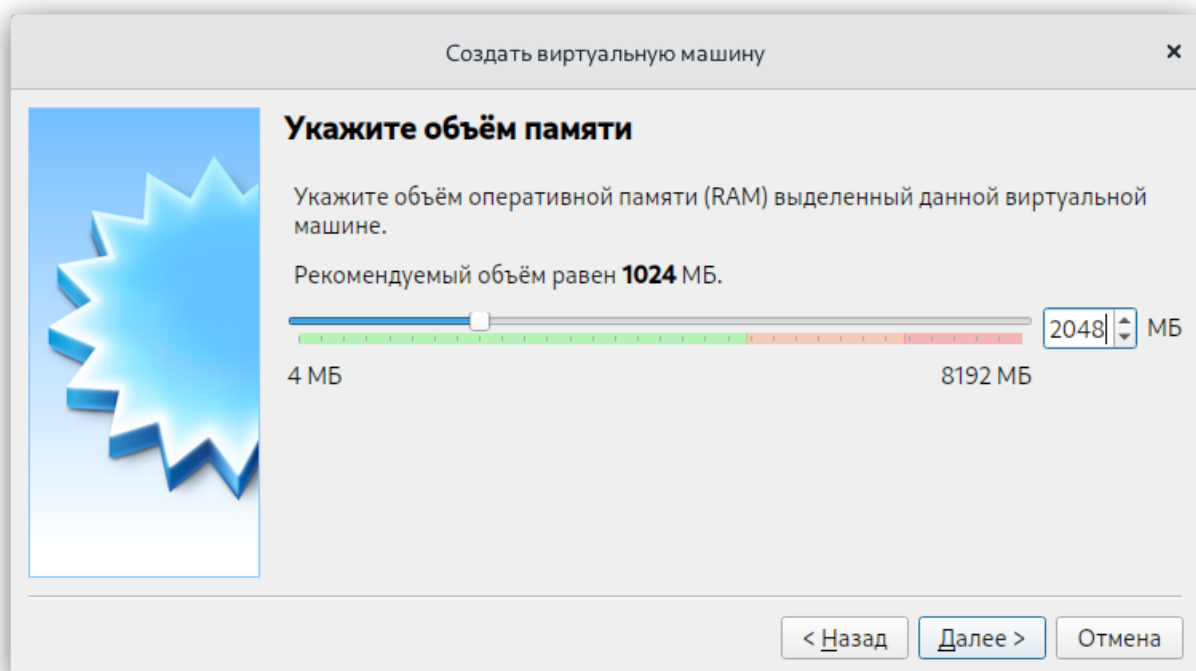 Создать виртуальную машину
Укажите объём памяти
Укажите объём оперативной памяти (RAM) выделенный данной виртуальной
машине.
Рекомендуемый объём равен 1024 МБ.
2048 МБ
4 МБ 8192 МБ
< Назад Далее > Отмена